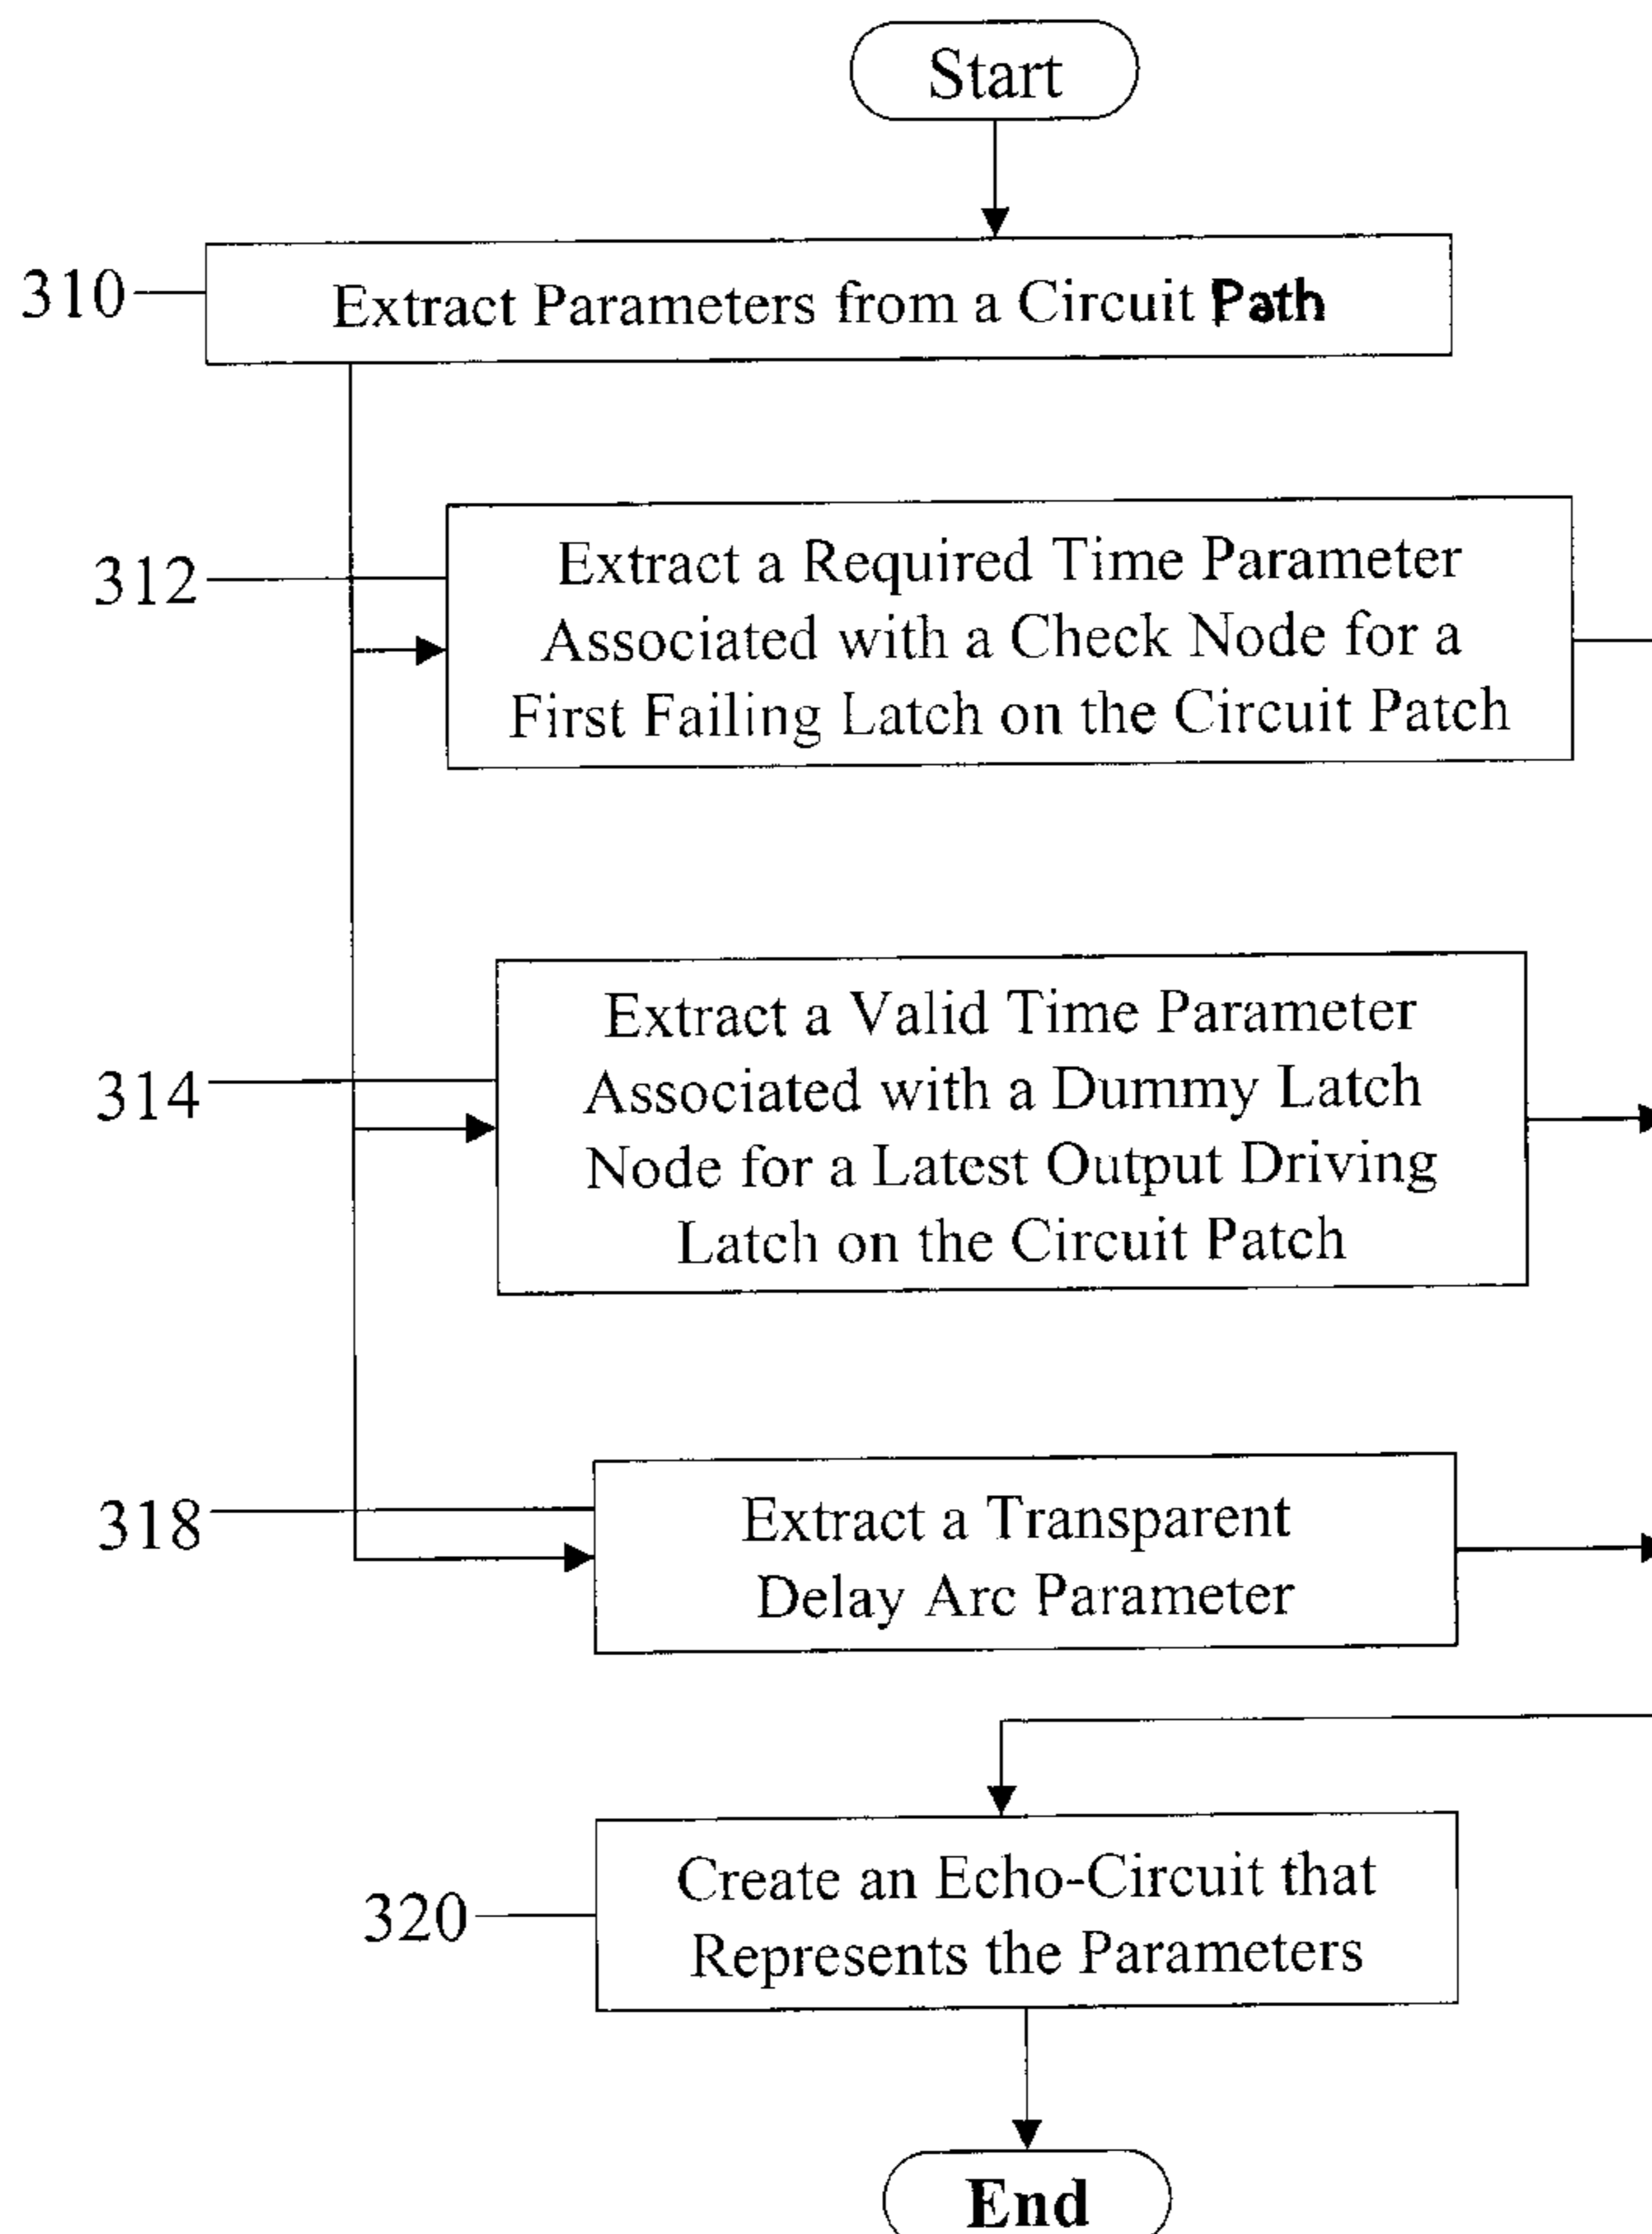 Start
310
Extract Parameters from a Circuit Path
312
Extract a Required Time Parameter
Associated with a Check Node for a
First Failing Latch on the Circuit Patch
314
Extract a Valid Time Parameter
Associated with a Dummy Latch
Node for a Latest Output Driving
Latch on the Circuit Patch
318
Extract a Transparent
Delay Arc Parameter
320
Create an Echo-Circuit that
Represents the Parameters
End